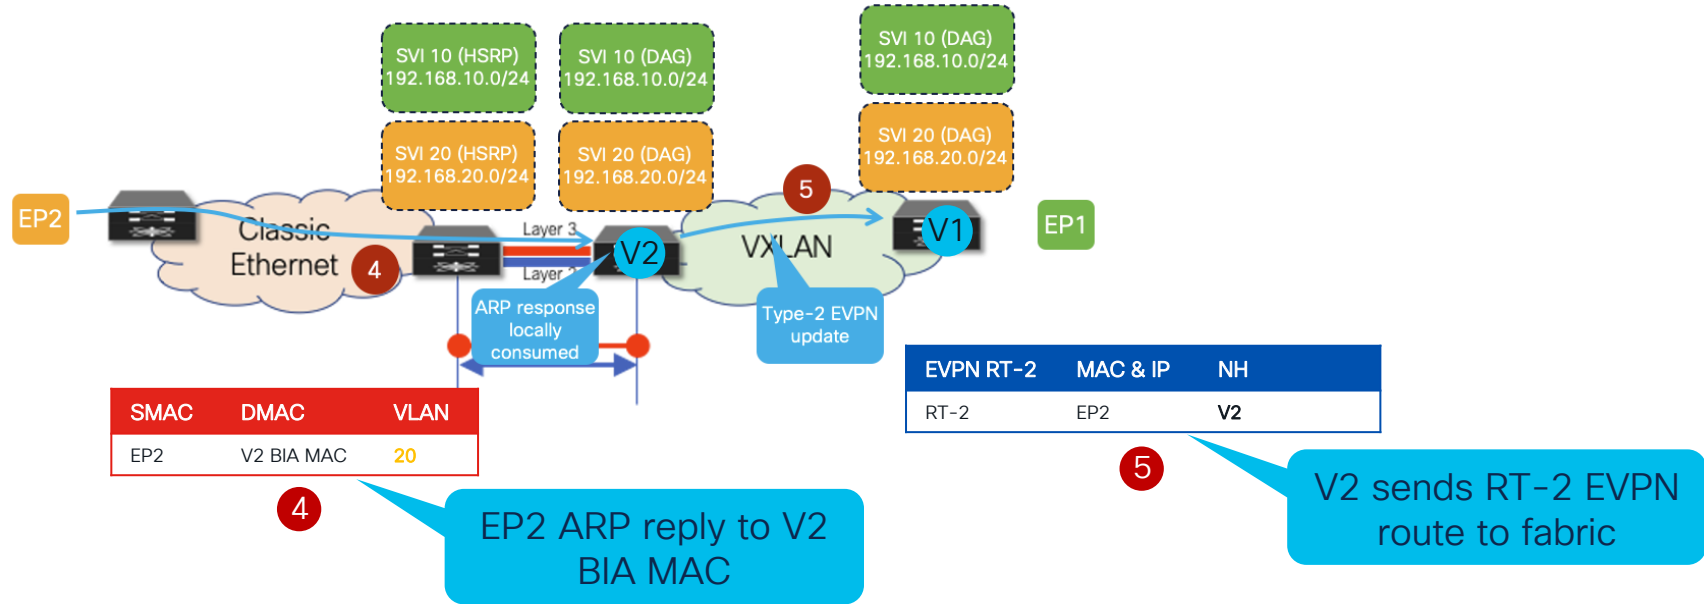 SVI 10 (HSRP)
192.168.10.0/24
SVI 10 (DAG)
192.168.10.0/24
SVI 10 (DAG)
192.168.10.0/24
SVI 20 (HSRP)
192.168.20.0/24
SVI 20 (DAG)
192.168.20.0/24
SVI 20 (DAG)
192.168.20.0/24
EP2
Classic
Ethernet
4
Layer 3
Layer
V2
5
VXLAN
V1
EP1
ARP response
locally
consumed
Type-2 EVPN
update
SMAC DMAC VLAN
EP2 V2 BIA MAC 20
4
EP2 ARP reply to V2
BIA MAC
EVPN RT-2 MAC & IP NH
RT-2 EP2 V2
5
V2 sends RT-2 EVPN
route to fabric